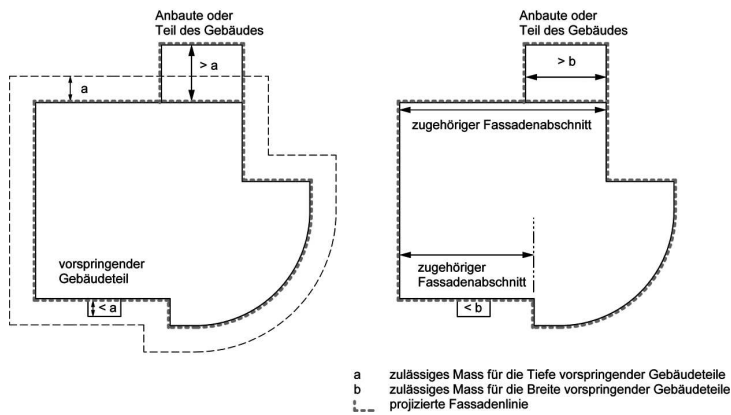 Anbaute oder
Teil des Gebäudes
> a
a
vorspringender
Gebäudeteil
< a
Anbaute oder
Teil des Gebäudes
> b
zugehöriger Fassadenabschnitt
zugehöriger
Fassadenabschnitt
< b
a zulässiges Mass für die Tiefe vorspringender Gebäudeteile
b zulässiges Mass für die Breite vorspringender Gebäudeteile
projizierte Fassadenlinie